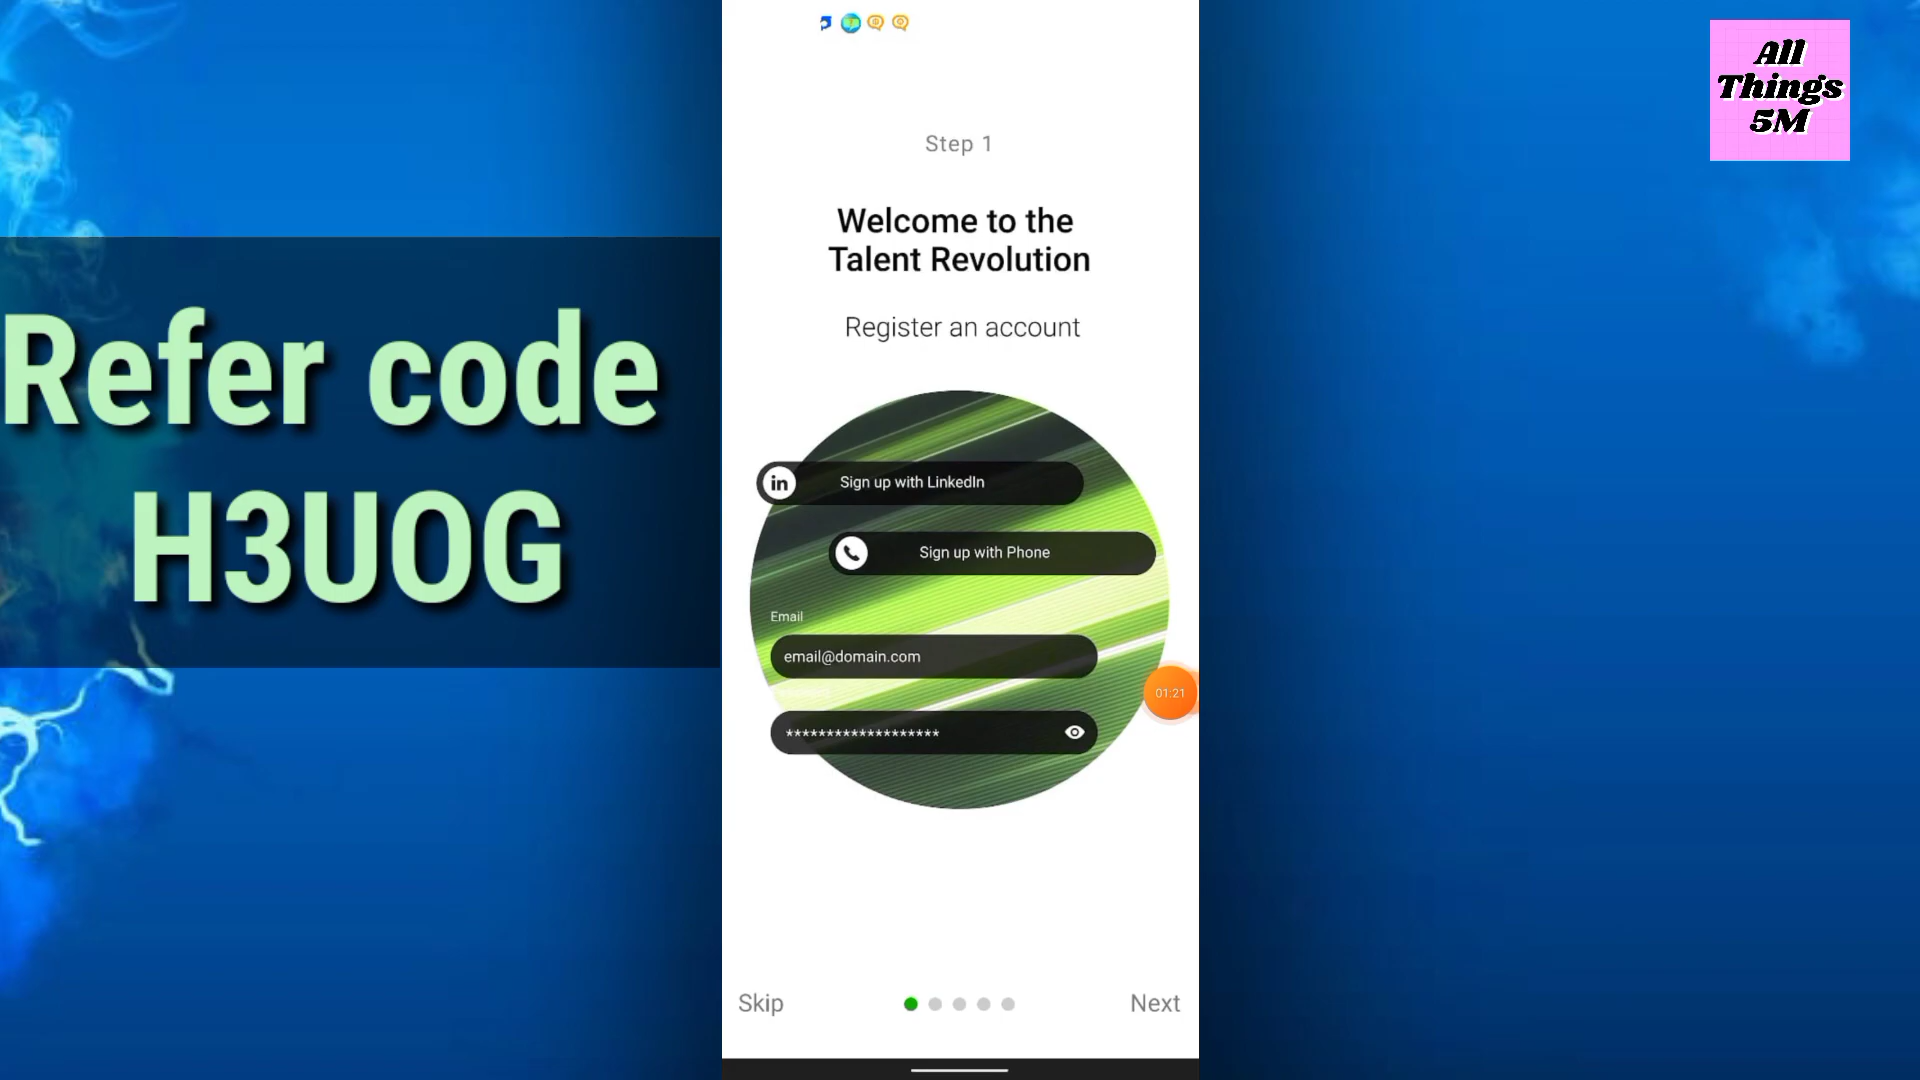 Refer code
H3UOG
Step 1
Welcome to the
Talent Revolution
Register an account
in
Sign up with LinkedIn
Sign up with Phone
Email
email@domain.com
*******************
01:21
Skip
Next
All
Things
5M